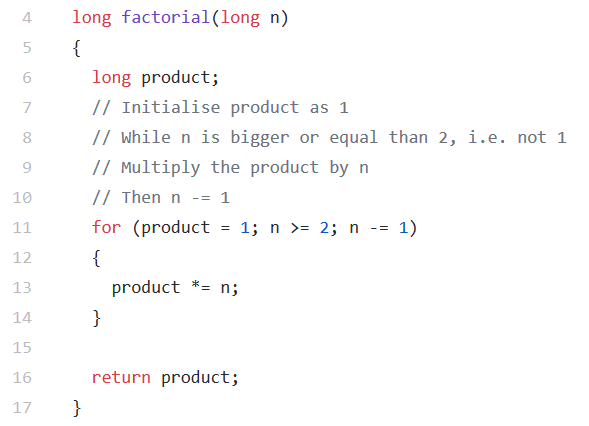 4 long factorial(long n)
5 {
6 long product;
7 // Initialise product as 1
8 // While n is bigger or equal than 2, i.e. not 1
9 // Multiply the product by n
10 // Then n -= 1
11 for (product = 1; n >= 2; n -= 1)
12 {
13 product *= n;
14 }
15
16 return product;
17 }